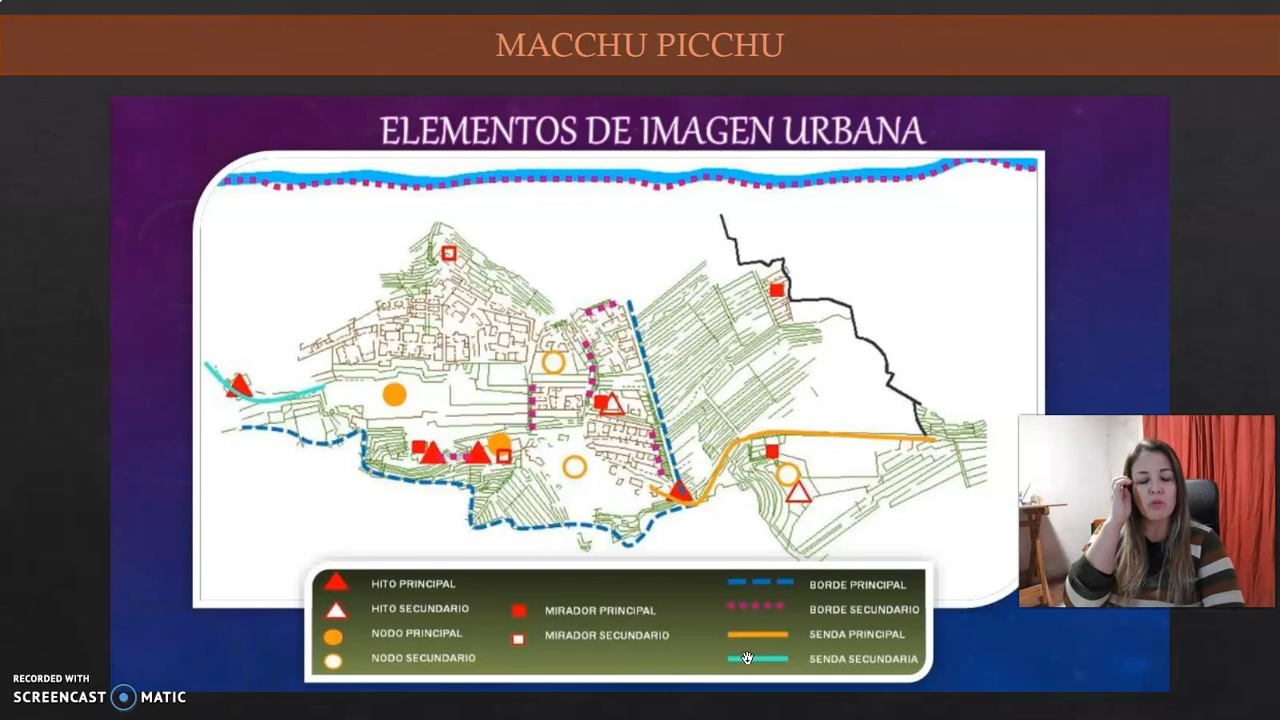 MACCHU PICCHU
ELEMENTOS DE IMAGEN URBANA
HITO PRINCIPAL
HITO SECUNDARIO
NODO PRINCIPAL
NODO SECUNDARIO
MIRADOR PRINCIPAL
MIRADOR SECUNDARIO
BORDE PRINCIPAL
BORDE SECUNDARIO
SENDA PRINCIPAL
SENDA SECUNDARIA
RECORDED WITH
SCREENCAST MATIC